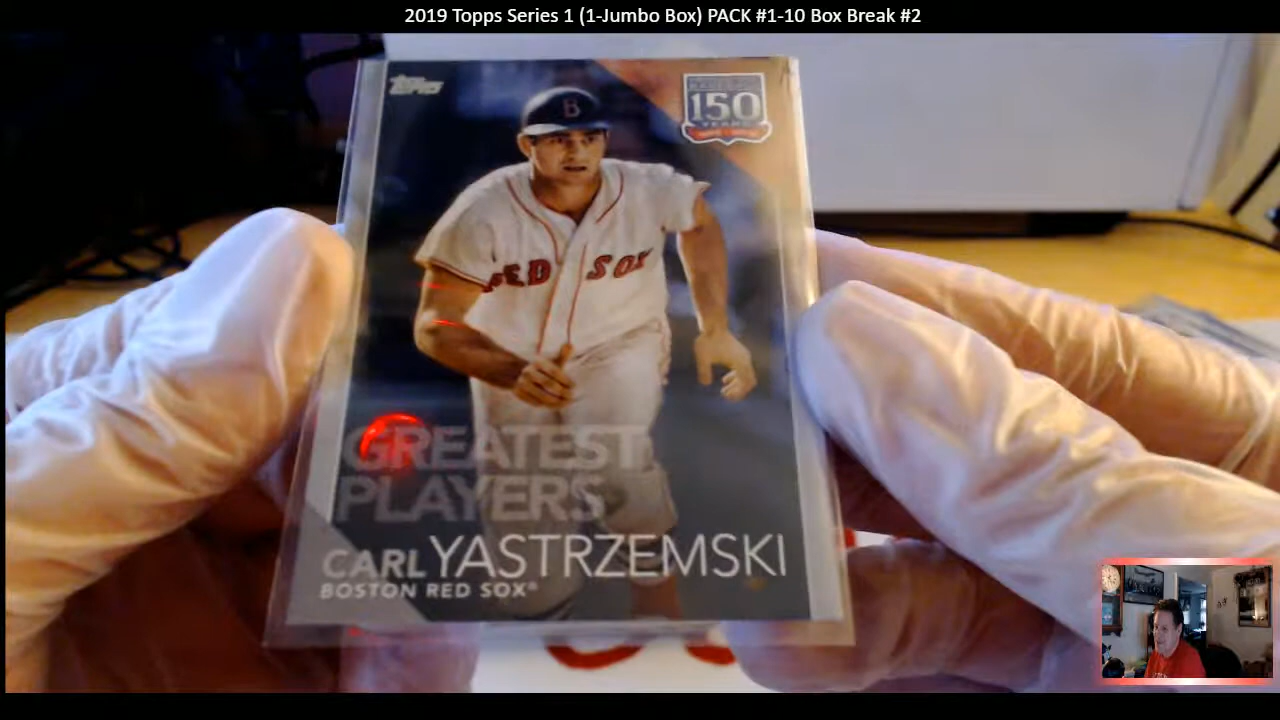 2019 Topps Series 1 (1-Jumbo Box) PACK #1-10 Box Break #2
TOPPS
150
YEARS
B
RED SOX
GREATEST
PLAYERS
CARL YASTRZEMSKI
BOSTON RED SOX®